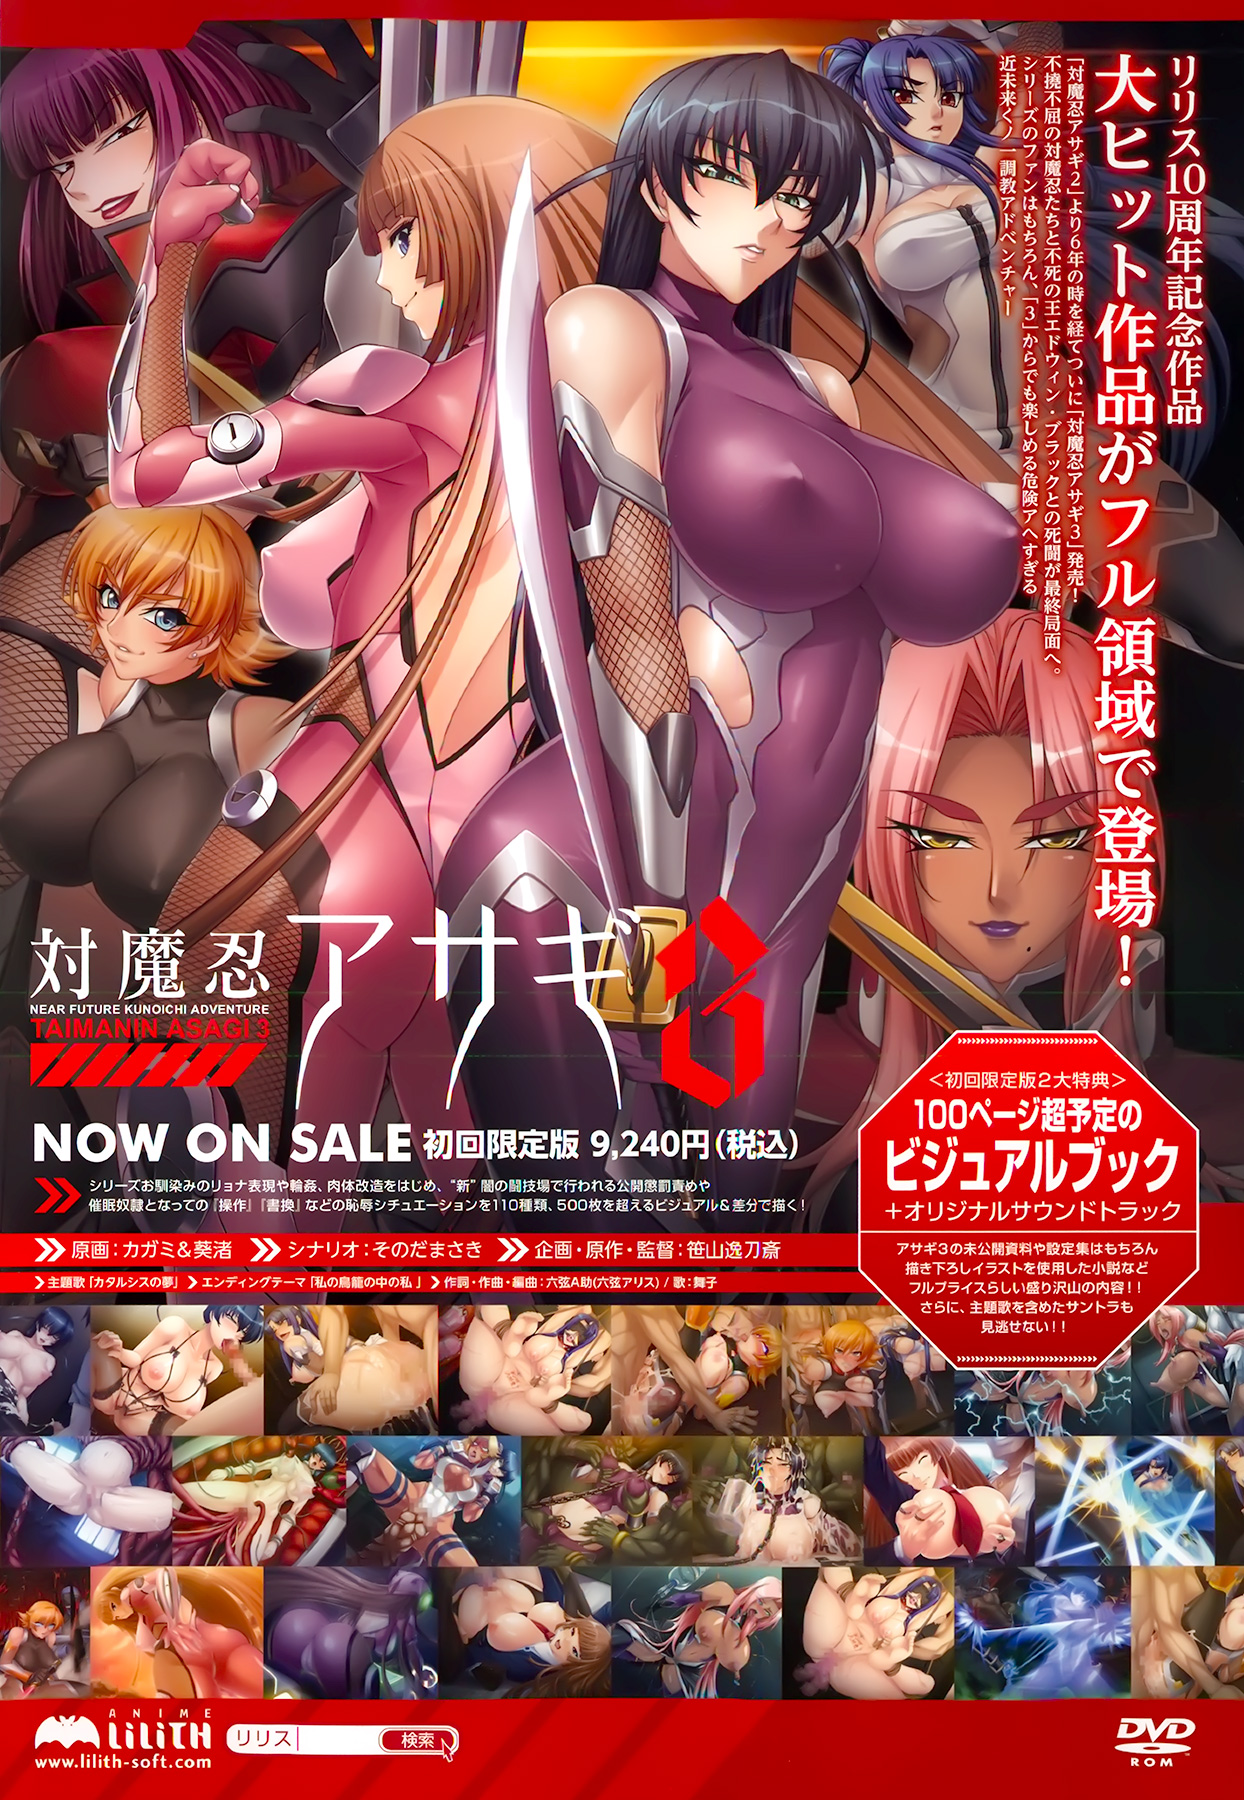 リリス10周年記念作品
大ヒット作品がフル領域で登場！
「対魔忍アサギ2」より6年の時を経てついに「対魔忍アサギ3」発売！
不撓不屈の対魔忍たちと不死の王エドウィン・ブラックとの死闘が最終局面へ。
シリーズのファンはもちろん、「3」からでも楽しめる危険アヘすぎる
近未来くノ一調教アドベンチャー
対魔忍アサギ3
NEAR FUTURE KUNOICHI ADVENTURE
TAIMANIN ASAGI 3
NOW ON SALE 初回限定版 9,240円（税込）
シリーズお馴染みのリョナ表現や輪姦、肉体改造をはじめ、“新”闇の闘技場で行われる公開懲罰責めや
催眠奴隷となっての『操作』『書換』などの恥辱シチュエーションを110種類、500枚を超えるビジュアル＆差分で描く！
原画：カガミ＆葵渚 シナリオ：そのだまさき 企画・原作・監督：笹山逸刀斎
主題歌「カタルシスの夢」 エンディングテーマ「私の鳥籠の中の私」 作詞・作曲・編曲：六弦A助(六弦アリス) / 歌：舞子
＜初回限定版2大特典＞
100ページ超予定の
ビジュアルブック
＋オリジナルサウンドトラック
アサギ3の未公開資料や設定集はもちろん
描き下ろしイラストを使用した小説など
フルプライスらしい盛り沢山の内容！！
さらに、主題歌を含めたサントラも
見逃せない！！
ANIME
LiLiTH
www.lilith-soft.com
リリス 検索
DVD
ROM